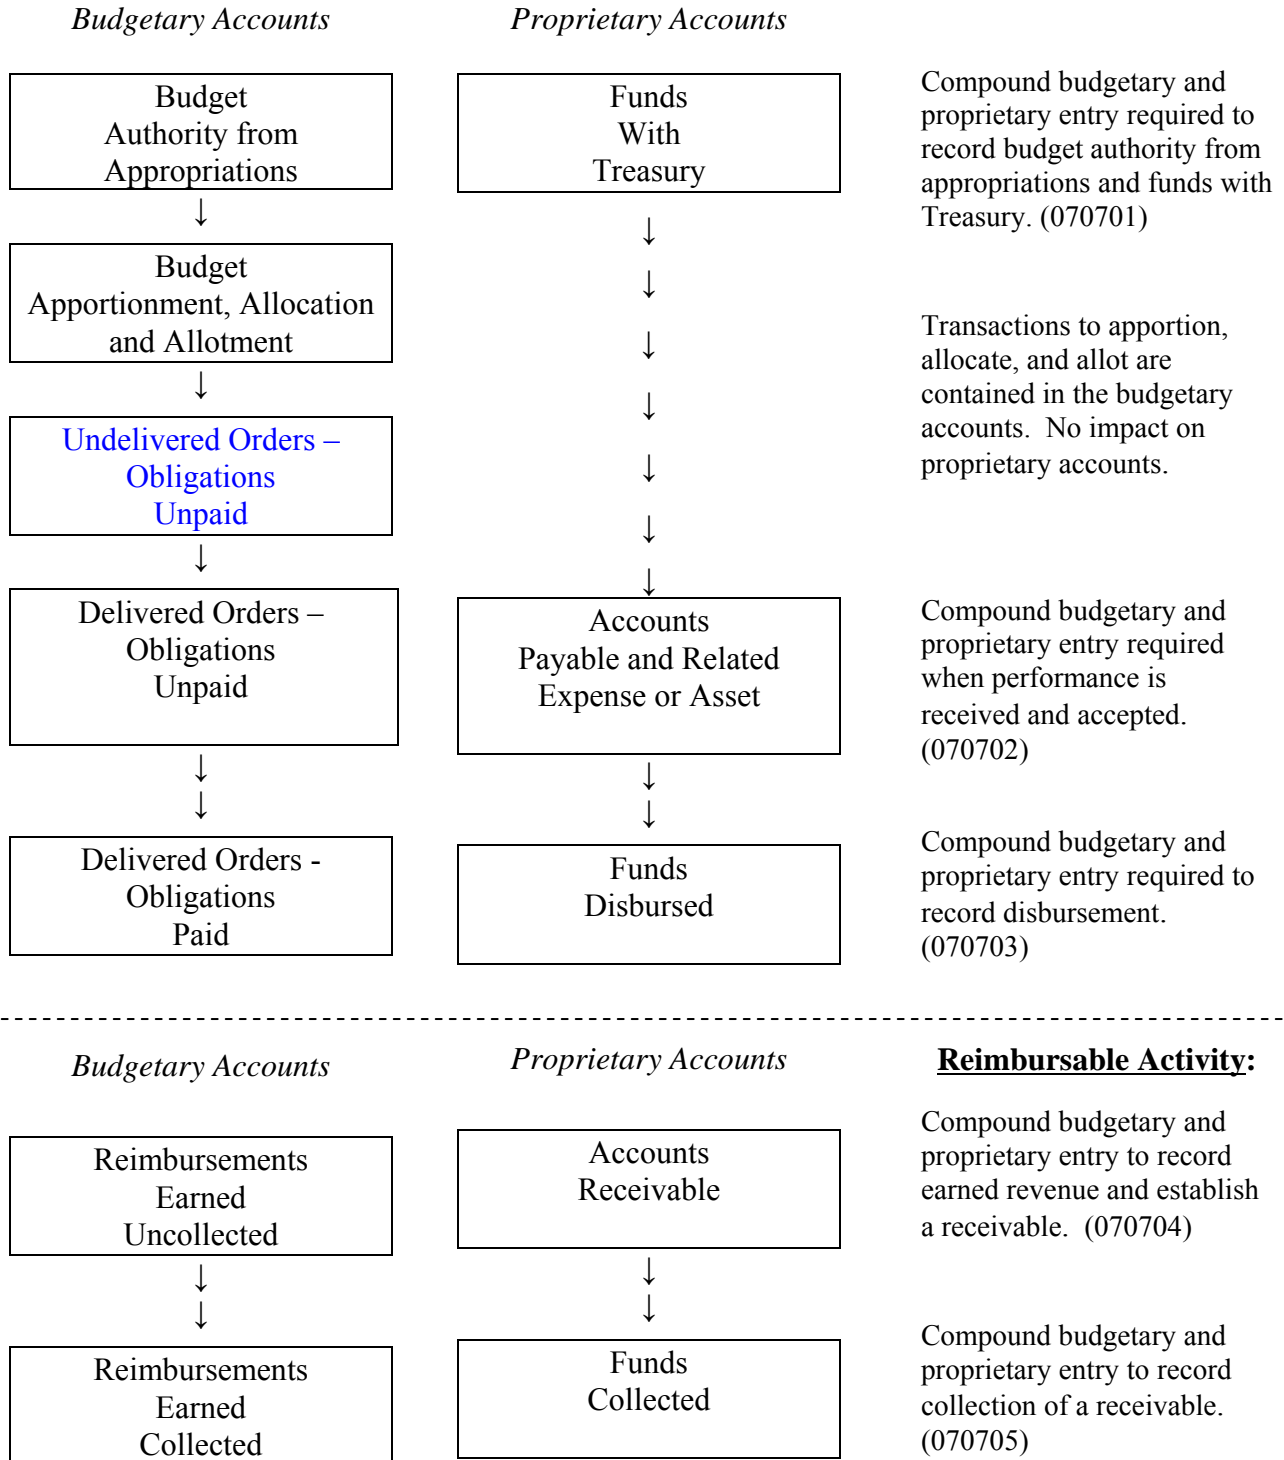 Budgetary Accounts
Proprietary Accounts
Budget
Authority from
Appropriations
Funds
With
Treasury
Compound budgetary and
proprietary entry required to
record budget authority from
appropriations and funds with
Treasury. (070701)
↓
↓
Budget
Apportionment, Allocation
and Allotment
↓
↓
Transactions to apportion,
allocate, and allot are
contained in the budgetary
accounts.  No impact on
proprietary accounts.
↓
↓
Undelivered Orders –
Obligations
Unpaid
↓
↓
↓
↓
Delivered Orders –
Obligations
Unpaid
Accounts
Payable and Related
Expense or Asset
Compound budgetary and
proprietary entry required
when performance is
received and accepted.
(070702)
↓
↓
↓
↓
Delivered Orders -
Obligations
Paid
Funds
Disbursed
Compound budgetary and
proprietary entry required to
record disbursement.
(070703)
Budgetary Accounts
Proprietary Accounts
Reimbursable Activity:
Reimbursements
Earned
Uncollected
Accounts
Receivable
Compound budgetary and
proprietary entry to record
earned revenue and establish
a receivable.  (070704)
↓
↓
↓
↓
Reimbursements
Earned
Collected
Funds
Collected
Compound budgetary and
proprietary entry to record
collection of a receivable.
(070705)